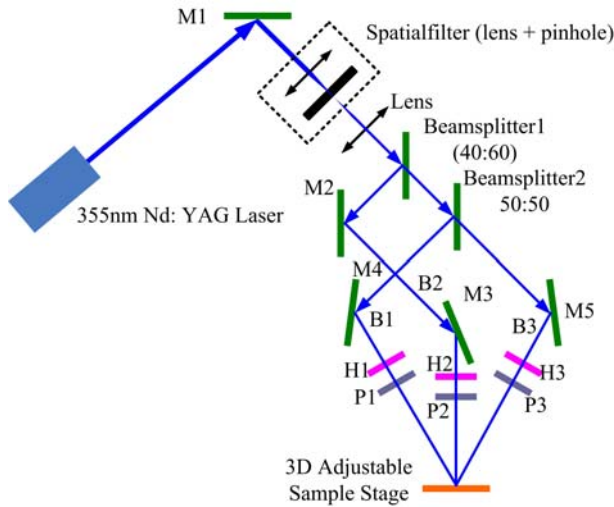 M1
Spatialfilter (lens + pinhole)
Lens
Beamsplitter1
(40:60)
Beamsplitter2
50:50
M2
355nm Nd: YAG Laser
M4
B2
M3
M5
B1
B3
H1
H2
H3
P1
P2
P3
3D Adjustable
Sample Stage